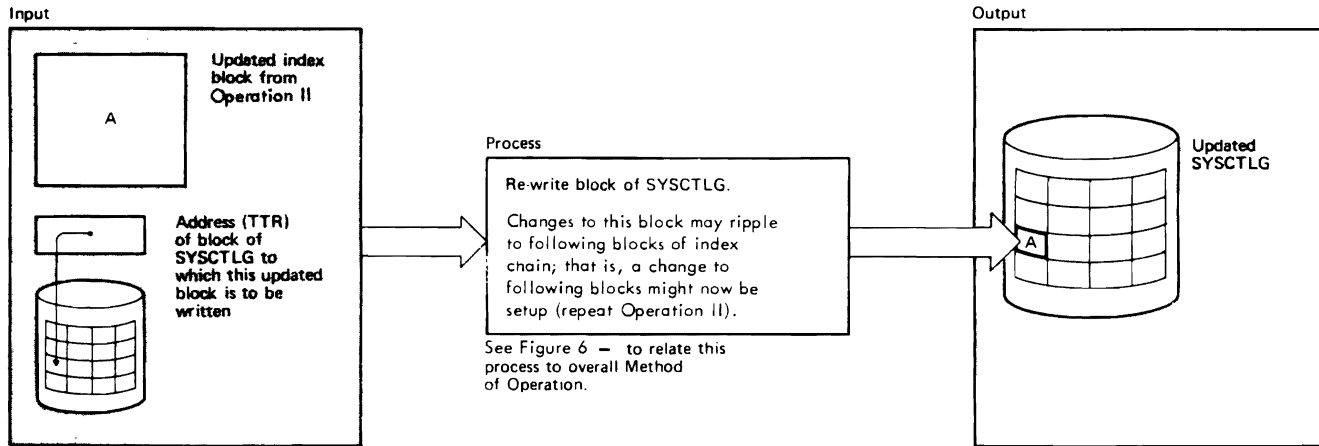 Input
Updated index
block from
Operation II
A
Address (TTR)
of block of
SYSCTLG to
which this updated
block is to be
written
Process
Re-write block of SYSCTLG.
Changes to this block may ripple
to following blocks of index
chain; that is, a change to
following blocks might now be
setup (repeat Operation II).
See Figure 6 — to relate this
process to overall Method
of Operation.
Output
Updated
SYSCTLG
A